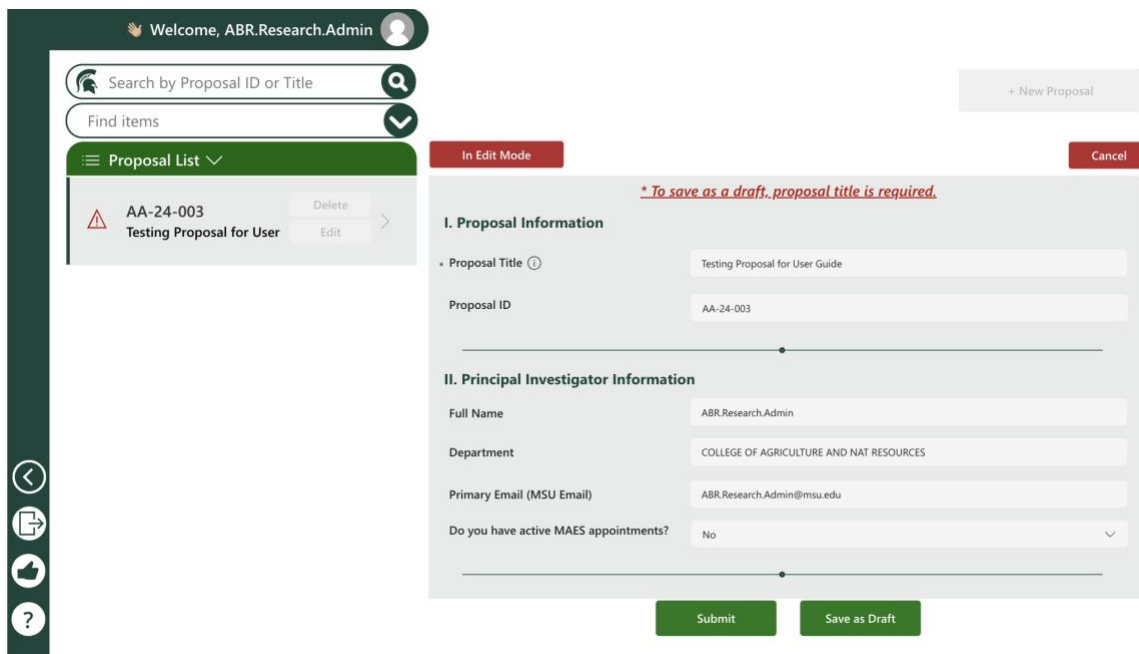 Welcome, ABR.Research.Admin
Search by Proposal ID or Title
Find items
Proposal List
AA-24-003
Testing Proposal for User
Delete
Edit
+ New Proposal
In Edit Mode
Cancel
* To save as a draft, proposal title is required.
I. Proposal Information
* Proposal Title
Testing Proposal for User Guide
Proposal ID
AA-24-003
II. Principal Investigator Information
Full Name
ABR.Research.Admin
Department
COLLEGE OF AGRICULTURE AND NAT RESOURCES
Primary Email (MSU Email)
ABR.Research.Admin@msu.edu
Do you have active MAES appointments?
No
Submit
Save as Draft
?